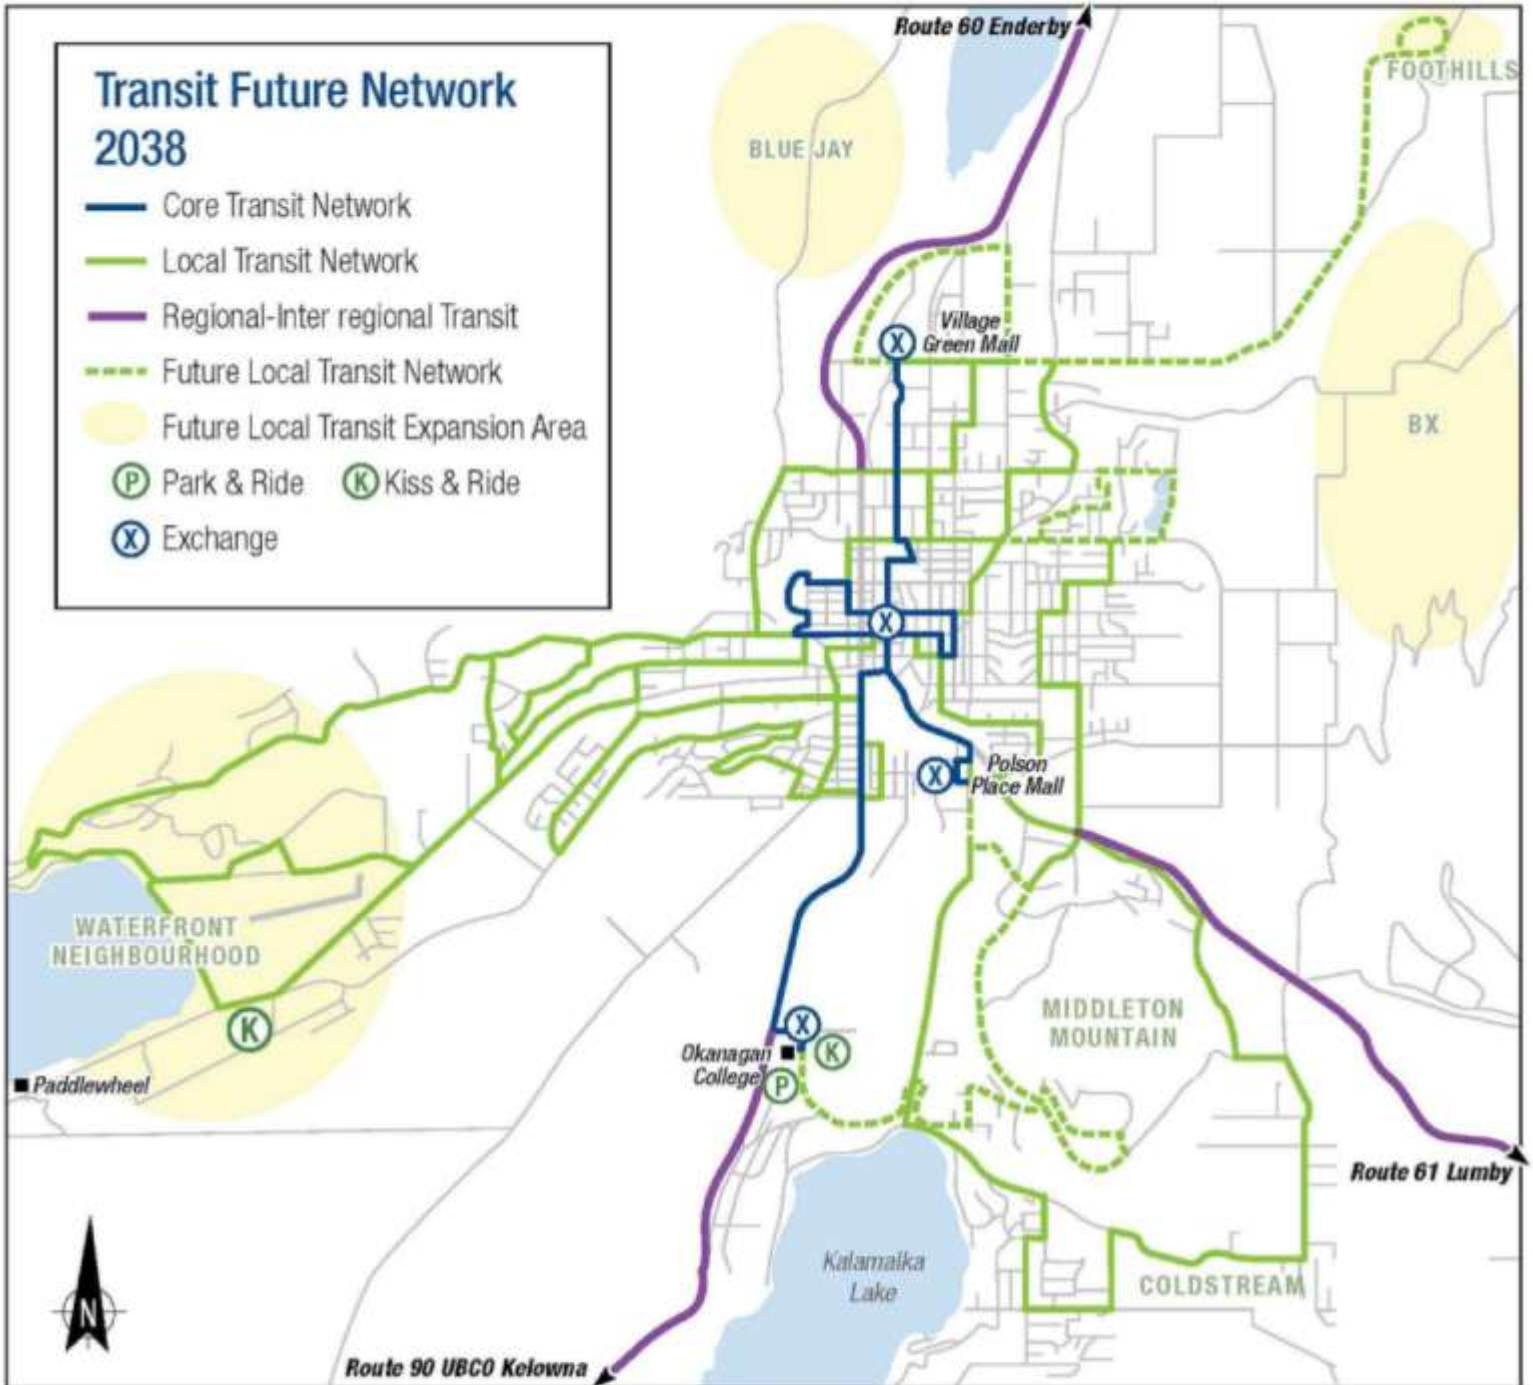 Route 60 Enderby
FOOTHILLS
Transit Future Network
2038
Core Transit Network
Local Transit Network
Regional-Inter regional Transit
Future Local Transit Network
Future Local Transit Expansion Area
P Park & Ride K Kiss & Ride
X Exchange
BLUE JAY
X
Village
Green Mall
BX
X
X
Polson
Place Mall
WATERFRONT
NEIGHBOURHOOD
K
Paddlewheel
X
K
Okanagan
College
P
MIDDLETON
MOUNTAIN
Route 61 Lumby
Kalamalka
Lake
COLDSTREAM
N
Route 90 UBCO Kelowna